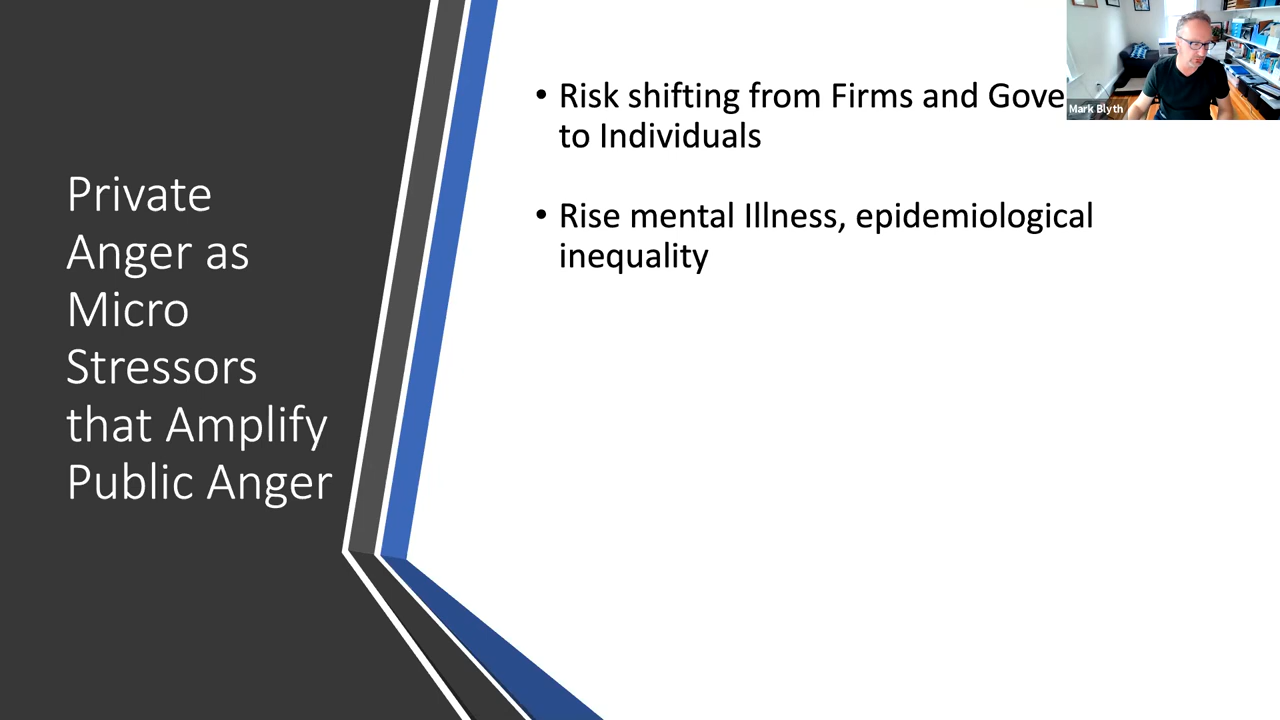 Private
Anger as
Micro
Stressors
that Amplify
Public Anger
• Risk shifting from Firms and Gove
to Individuals
• Rise mental Illness, epidemiological
inequality
Mark Blyth